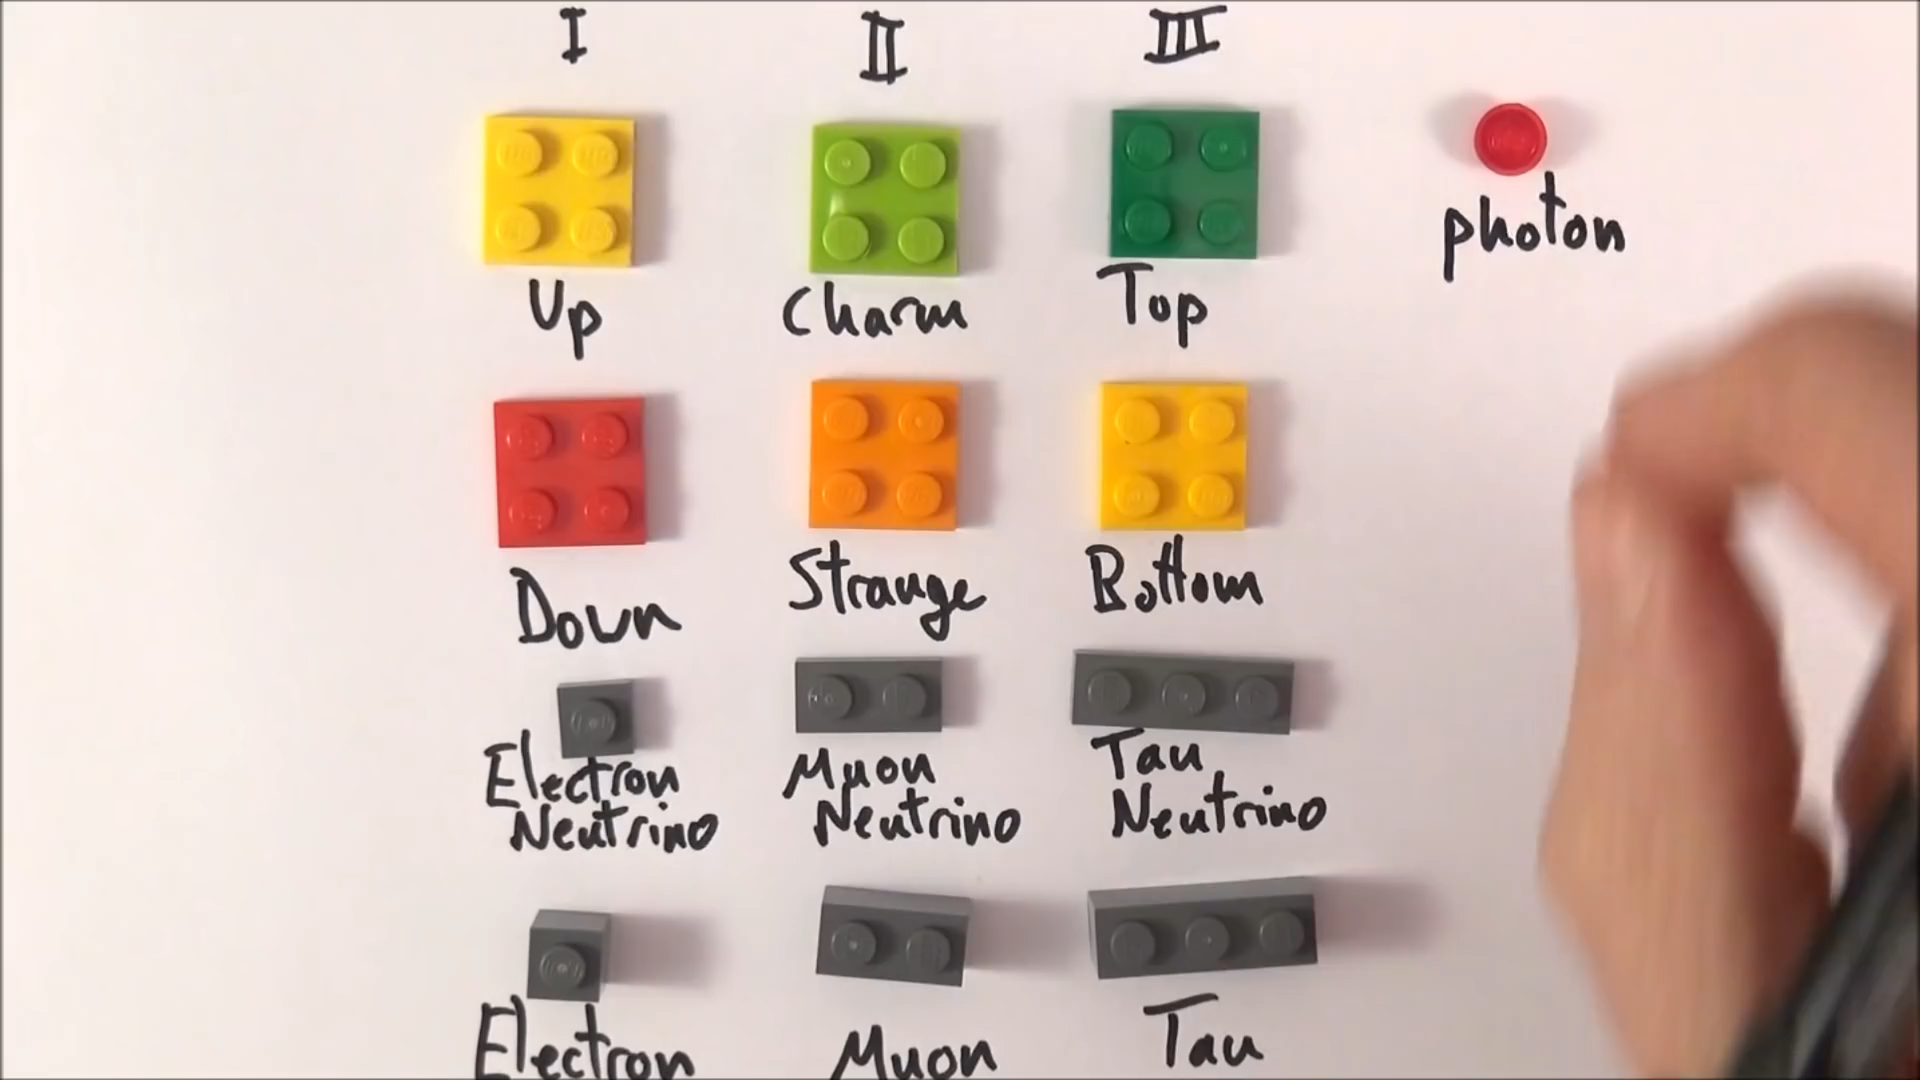 I II III
photon
Up Charm Top
Down Strange Bottom
Electron Neutrino
Muon Neutrino
Tau Neutrino
Electron Muon Tau